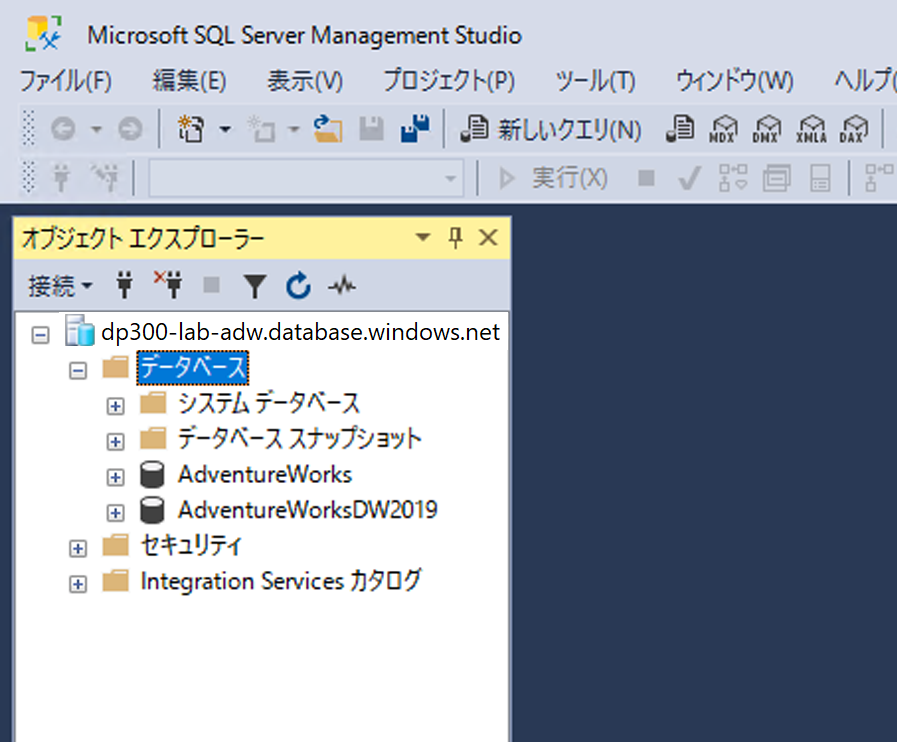 Microsoft SQL Server Management Studio
ファイル(F) 編集(E) 表示(V) プロジェクト(P) ツール(T) ウィンドウ(W) ヘルプ(
新しいクエリ(N) MDX DMX XMLA DAX
実行(X)
オブジェクト エクスプローラー
接続
dp300-lab-adw.database.windows.net
データベース
システム データベース
データベース スナップショット
AdventureWorks
AdventureWorksDW2019
セキュリティ
Integration Services カタログ